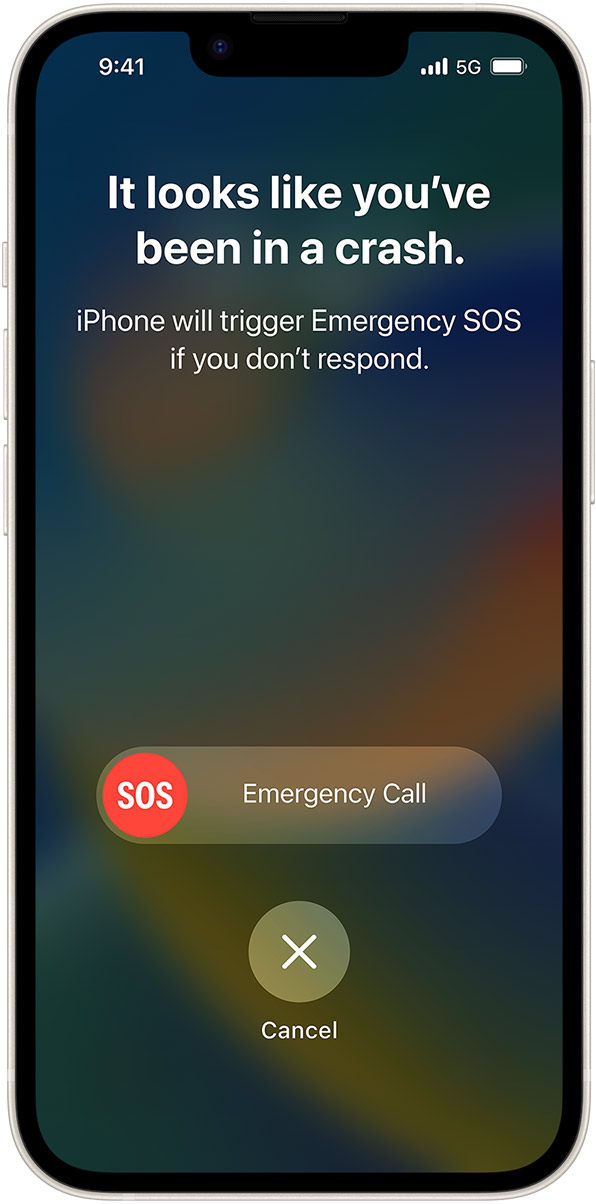 9:41
5G
It looks like you’ve
been in a crash.
iPhone will trigger Emergency SOS
if you don’t respond.
SOS
Emergency Call
Cancel